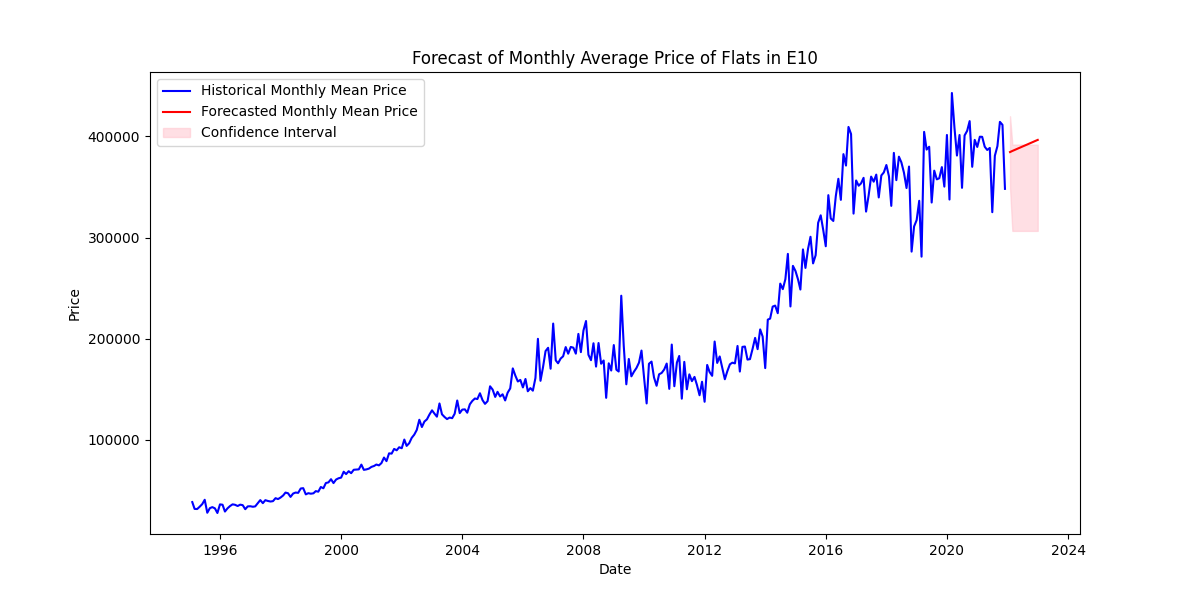 Forecast of Monthly Average Price of Flats in E10
Historical Monthly Mean Price
Forecasted Monthly Mean Price
Confidence Interval
400000
300000
200000
100000
Price
1996 2000 2004 2008 2012 2016 2020 2024
Date